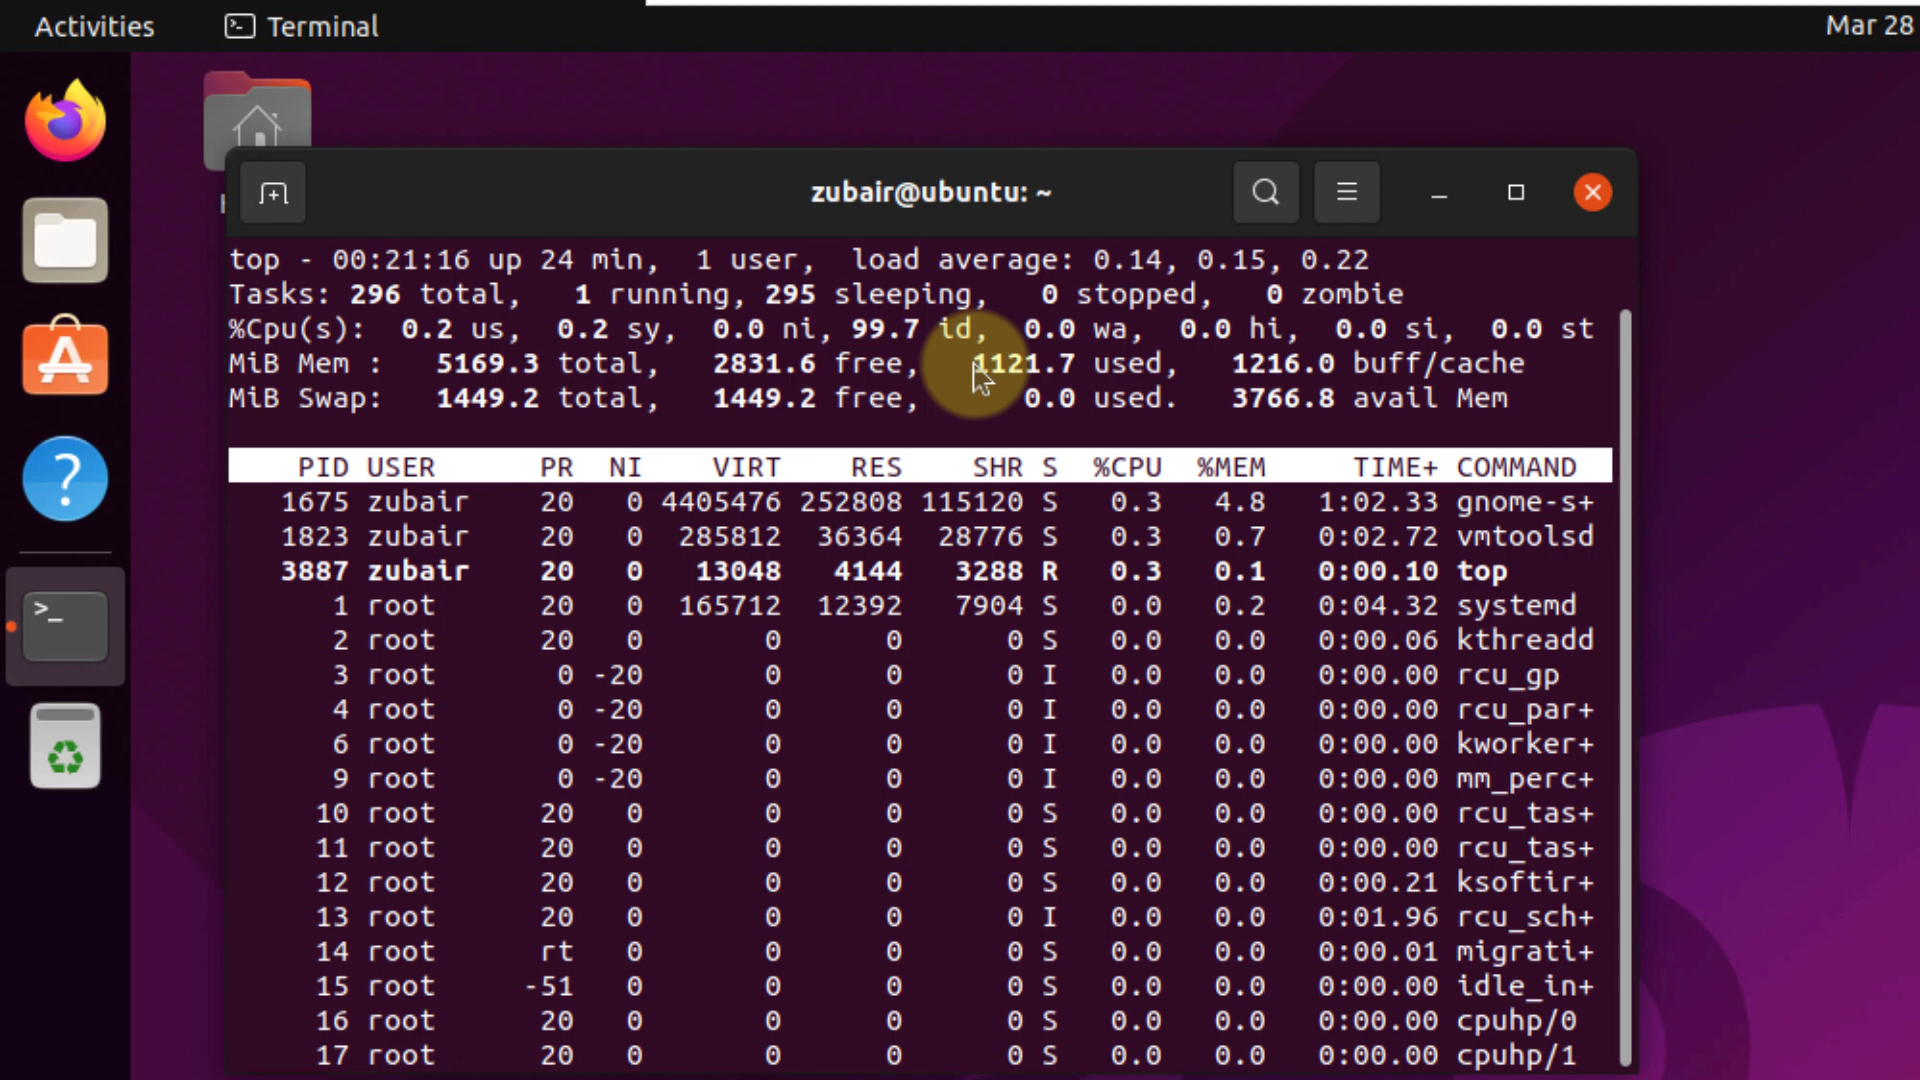 Activities Terminal Mar 28
zubair@ubuntu: ~
top - 00:21:16 up 24 min, 1 user, load average: 0.14, 0.15, 0.22
Tasks: 296 total, 1 running, 295 sleeping, 0 stopped, 0 zombie
%Cpu(s): 0.2 us, 0.2 sy, 0.0 ni, 99.7 id, 0.0 wa, 0.0 hi, 0.0 si, 0.0 st
MiB Mem : 5169.3 total, 2831.6 free, 1121.7 used, 1216.0 buff/cache
MiB Swap: 1449.2 total, 1449.2 free, 0.0 used. 3766.8 avail Mem
PID USER PR NI VIRT RES SHR S %CPU %MEM TIME+ COMMAND
1675 zubair 20 0 4405476 252808 115120 S 0.3 4.8 1:02.33 gnome-s+
1823 zubair 20 0 285812 36364 28776 S 0.3 0.7 0:02.72 vmtoolsd
3887 zubair 20 0 13048 4144 3288 R 0.3 0.1 0:00.10 top
1 root 20 0 165712 12392 7904 S 0.0 0.2 0:04.32 systemd
2 root 20 0 0 0 0 S 0.0 0.0 0:00.06 kthreadd
3 root 0 -20 0 0 0 I 0.0 0.0 0:00.00 rcu_gp
4 root 0 -20 0 0 0 I 0.0 0.0 0:00.00 rcu_par+
6 root 0 -20 0 0 0 I 0.0 0.0 0:00.00 kworker+
9 root 0 -20 0 0 0 I 0.0 0.0 0:00.00 mm_perc+
10 root 20 0 0 0 0 S 0.0 0.0 0:00.00 rcu_tas+
11 root 20 0 0 0 0 S 0.0 0.0 0:00.00 rcu_tas+
12 root 20 0 0 0 0 S 0.0 0.0 0:00.21 ksoftir+
13 root 20 0 0 0 0 I 0.0 0.0 0:01.96 rcu_sch+
14 root rt 0 0 0 0 S 0.0 0.0 0:00.01 migrati+
15 root -51 0 0 0 0 S 0.0 0.0 0:00.00 idle_in+
16 root 20 0 0 0 0 S 0.0 0.0 0:00.00 cpuhp/0
17 root 20 0 0 0 0 S 0.0 0.0 0:00.00 cpuhp/1